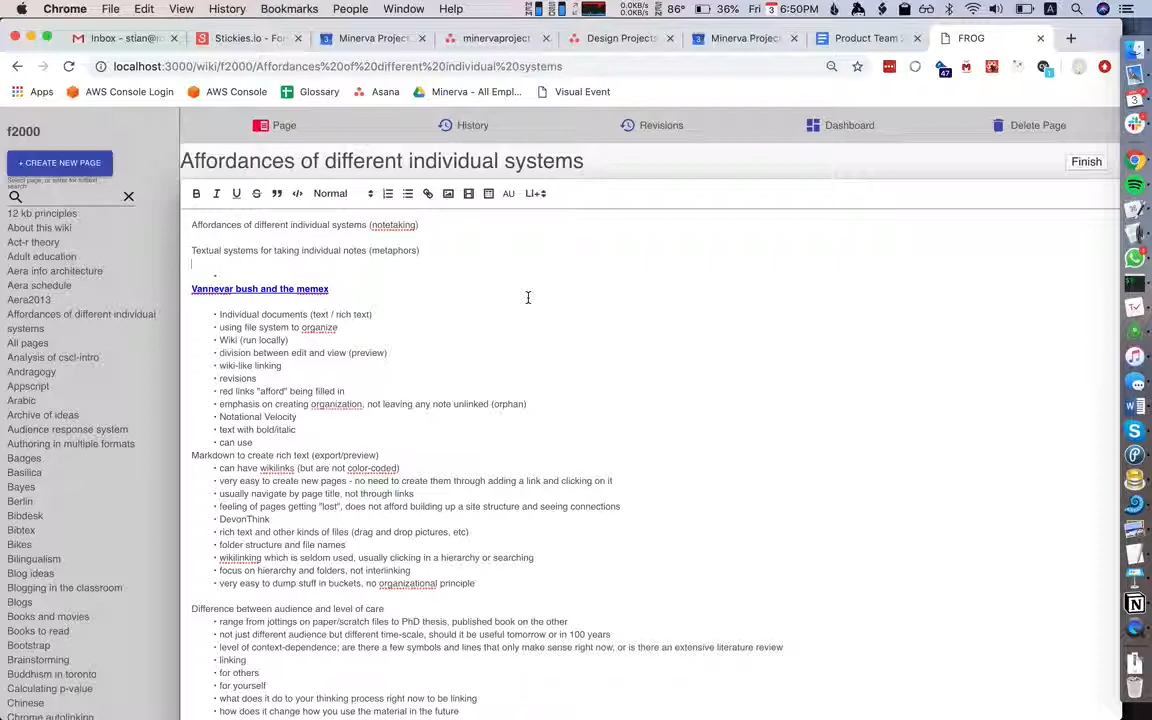 Chrome File Edit View History Bookmarks People Window Help 0.0KB/s 0.0KB/s 86° 36% Fri 3 6:50PM
Inbox - stian@ic Stickies.io - For Minerva Project minervaproject Design Projects Minerva Projec Product Team FROG
localhost:3000/wiki/f2000/Affordances%20of%20different%20individual%20systems
Apps AWS Console Login AWS Console Glossary Asana Minerva - All Empl... Visual Event
f2000
Page History Revisions Dashboard Delete Page
+ CREATE NEW PAGE
Affordances of different individual systems
Finish
Normal AU LI+
12 kb principles
About this wiki
Act-r theory
Adult education
Aera info architecture
Aera schedule
Aera2013
Affordances of different individual
systems
All pages
Analysis of cscl-intro
Andragogy
Appscript
Arabic
Archive of ideas
Audience response system
Authoring in multiple formats
Badges
Basilica
Bayes
Berlin
Bibdesk
Bibtex
Bikes
Bilingualism
Blog ideas
Blogging in the classroom
Blogs
Books and movies
Books to read
Bootstrap
Brainstorming
Buddhism in toronto
Calculating p-value
Chinese
Chrome autolinking
Affordances of different individual systems (notetaking)
Textual systems for taking individual notes (metaphors)
Vannevar bush and the memex
• Individual documents (text / rich text)
• using file system to organize
• Wiki (run locally)
• division between edit and view (preview)
• wiki-like linking
• revisions
• red links "afford" being filled in
• emphasis on creating organization, not leaving any note unlinked (orphan)
• Notational Velocity
• text with bold/italic
• can use
Markdown to create rich text (export/preview)
• can have wikilinks (but are not color-coded)
• very easy to create new pages - no need to create them through adding a link and clicking on it
• usually navigate by page title, not through links
• feeling of pages getting "lost", does not afford building up a site structure and seeing connections
• DevonThink
• rich text and other kinds of files (drag and drop pictures, etc)
• folder structure and file names
• wikilinking which is seldom used, usually clicking in a hierarchy or searching
• focus on hierarchy and folders, not interlinking
• very easy to dump stuff in buckets, no organizational principle
Difference between audience and level of care
• range from jottings on paper/scratch files to PhD thesis, published book on the other
• not just different audience but different time-scale, should it be useful tomorrow or in 100 years
• level of context-dependence; are there a few symbols and lines that only make sense right now, or is there an extensive literature review
• linking
• for others
• for yourself
• what does it do to your thinking process right now to be linking
• how does it change how you use the material in the future